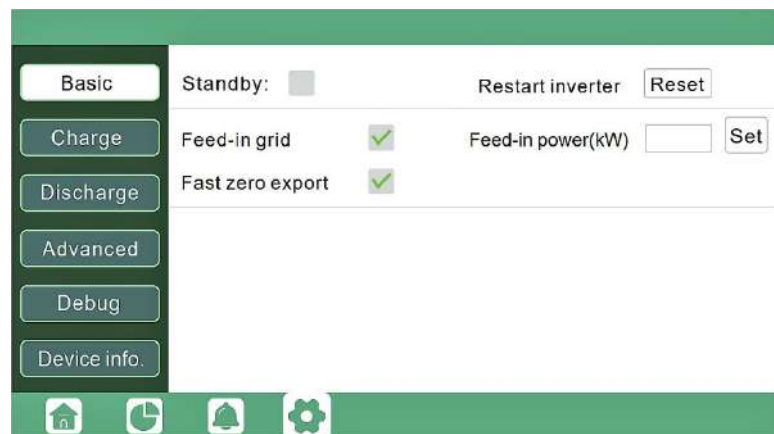 Basic
Charge
Discharge
Advanced
Debug
Device info.
Standby:
Restart inverter Reset
Feed-in grid
Feed-in power(kW) Set
Fast zero export